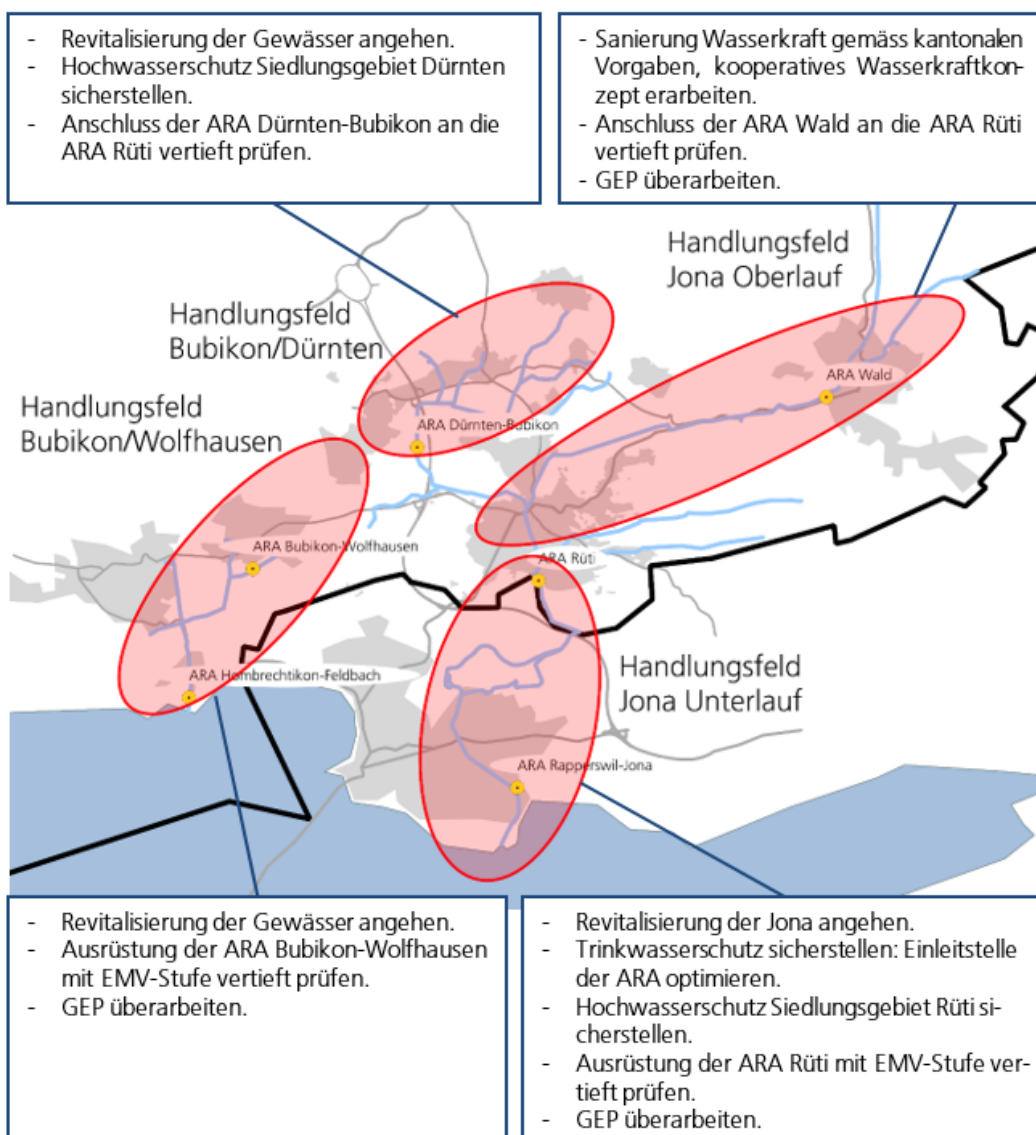 - Revitalisierung der Gewässer angehen.
- Hochwasserschutz Siedlungsgebiet Dürnten
sicherstellen.
- Anschluss der ARA Dürnten-Bubikon an die
ARA Rüti vertieft prüfen.
- Sanierung Wasserkraft gemäss kantonalen
Vorgaben, kooperatives Wasserkraftkon-
zept erarbeiten.
- Anschluss der ARA Wald an die ARA Rüti
vertieft prüfen.
- GEP überarbeiten.
Handlungsfeld
Jona Oberlauf
Handlungsfeld
Bubikon/Dürnten
ARA Wald
Handlungsfeld
Bubikon/Wolfhausen
ARA Dürnten-Bubikon
ARA Bubikon-Wolfhausen
ARA Rüti
Handlungsfeld
Jona Unterlauf
ARA Hombrechtikon-Feldbach
ARA Rapperswil-Jona
- Revitalisierung der Gewässer angehen.
- Ausrüstung der ARA Bubikon-Wolfhausen
mit EMV-Stufe vertieft prüfen.
- GEP überarbeiten.
- Revitalisierung der Jona angehen.
- Trinkwasserschutz sicherstellen: Einleitstelle
der ARA optimieren.
- Hochwasserschutz Siedlungsgebiet Rüti si-
cherstellen.
- Ausrüstung der ARA Rüti mit EMV-Stufe ver-
tieft prüfen.
- GEP überarbeiten.